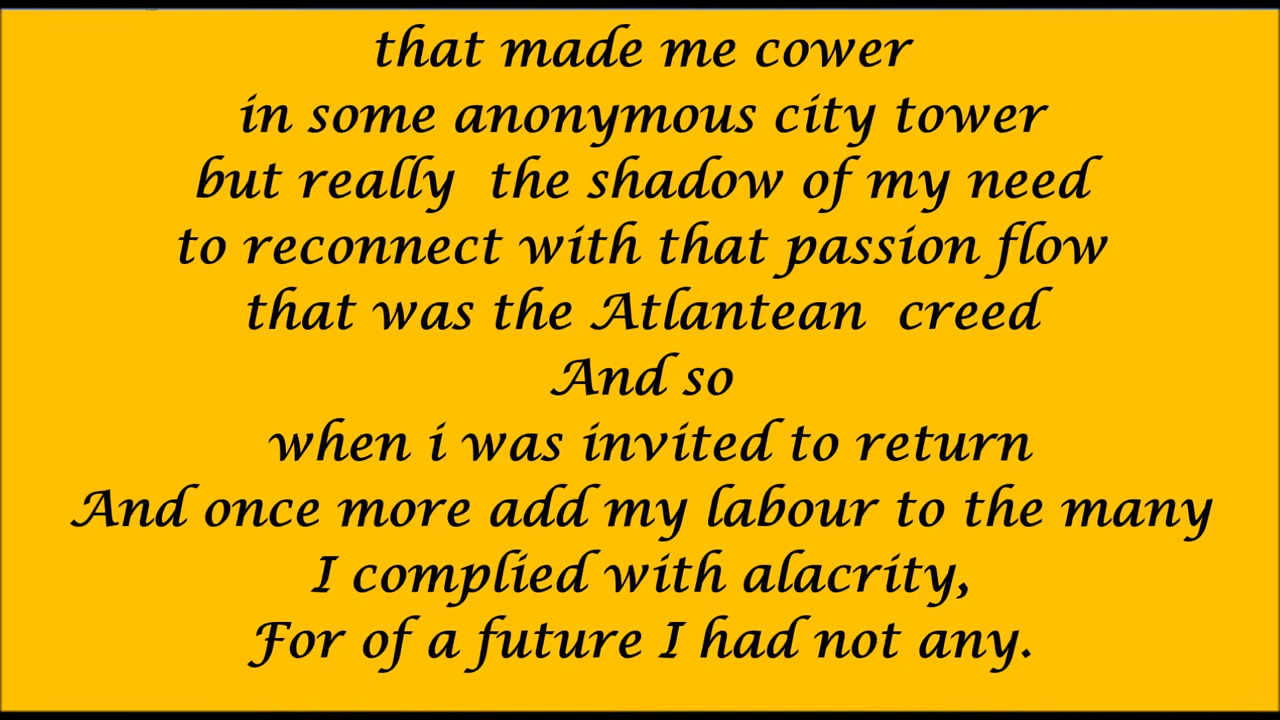 that made me cower
in some anonymous city tower
but really  the shadow of my need
to reconnect with that passion flow
that was the Atlantean  creed
And so
when i was invited to return
And once more add my labour to the many
I complied with alacrity,
For of a future I had not any.